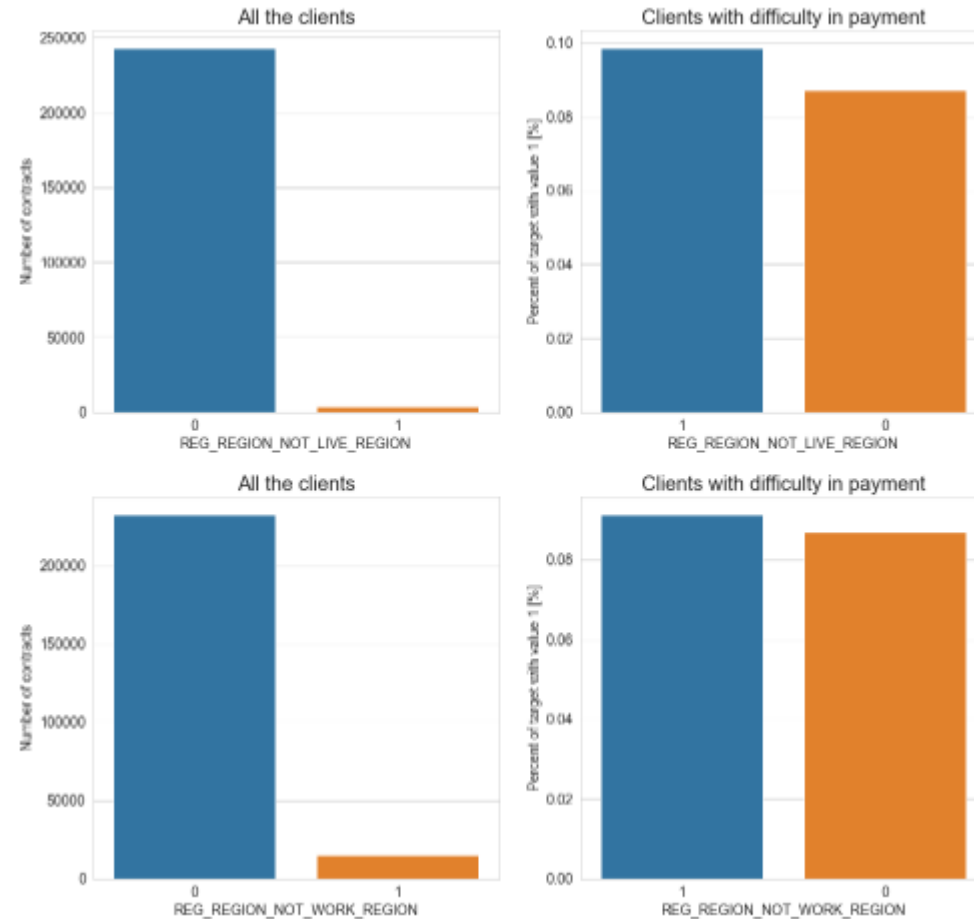 All the clients
Number of contracts
250000
200000
150000
100000
50000
0
0 1
REG_REGION_NOT_LIVE_REGION
Clients with difficulty in payment
Percent of target with value 1 [%]
0.10
0.08
0.06
0.04
0.02
0.00
1 0
REG_REGION_NOT_LIVE_REGION
All the clients
Number of contracts
200000
150000
100000
50000
0
0 1
REG_REGION_NOT_WORK_REGION
Clients with difficulty in payment
Percent of target with value 1 [%]
0.08
0.06
0.04
0.02
0.00
1 0
REG_REGION_NOT_WORK_REGION